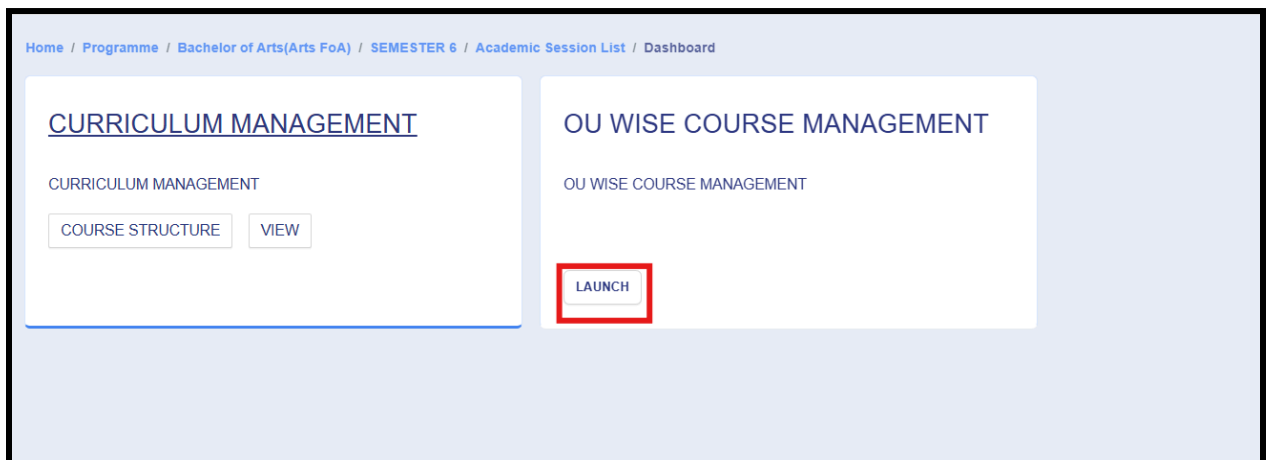 Home / Programme / Bachelor of Arts(Arts FoA) / SEMESTER 6 / Academic Session List / Dashboard
CURRICULUM MANAGEMENT
CURRICULUM MANAGEMENT
COURSE STRUCTURE
VIEW
OU WISE COURSE MANAGEMENT
OU WISE COURSE MANAGEMENT
LAUNCH